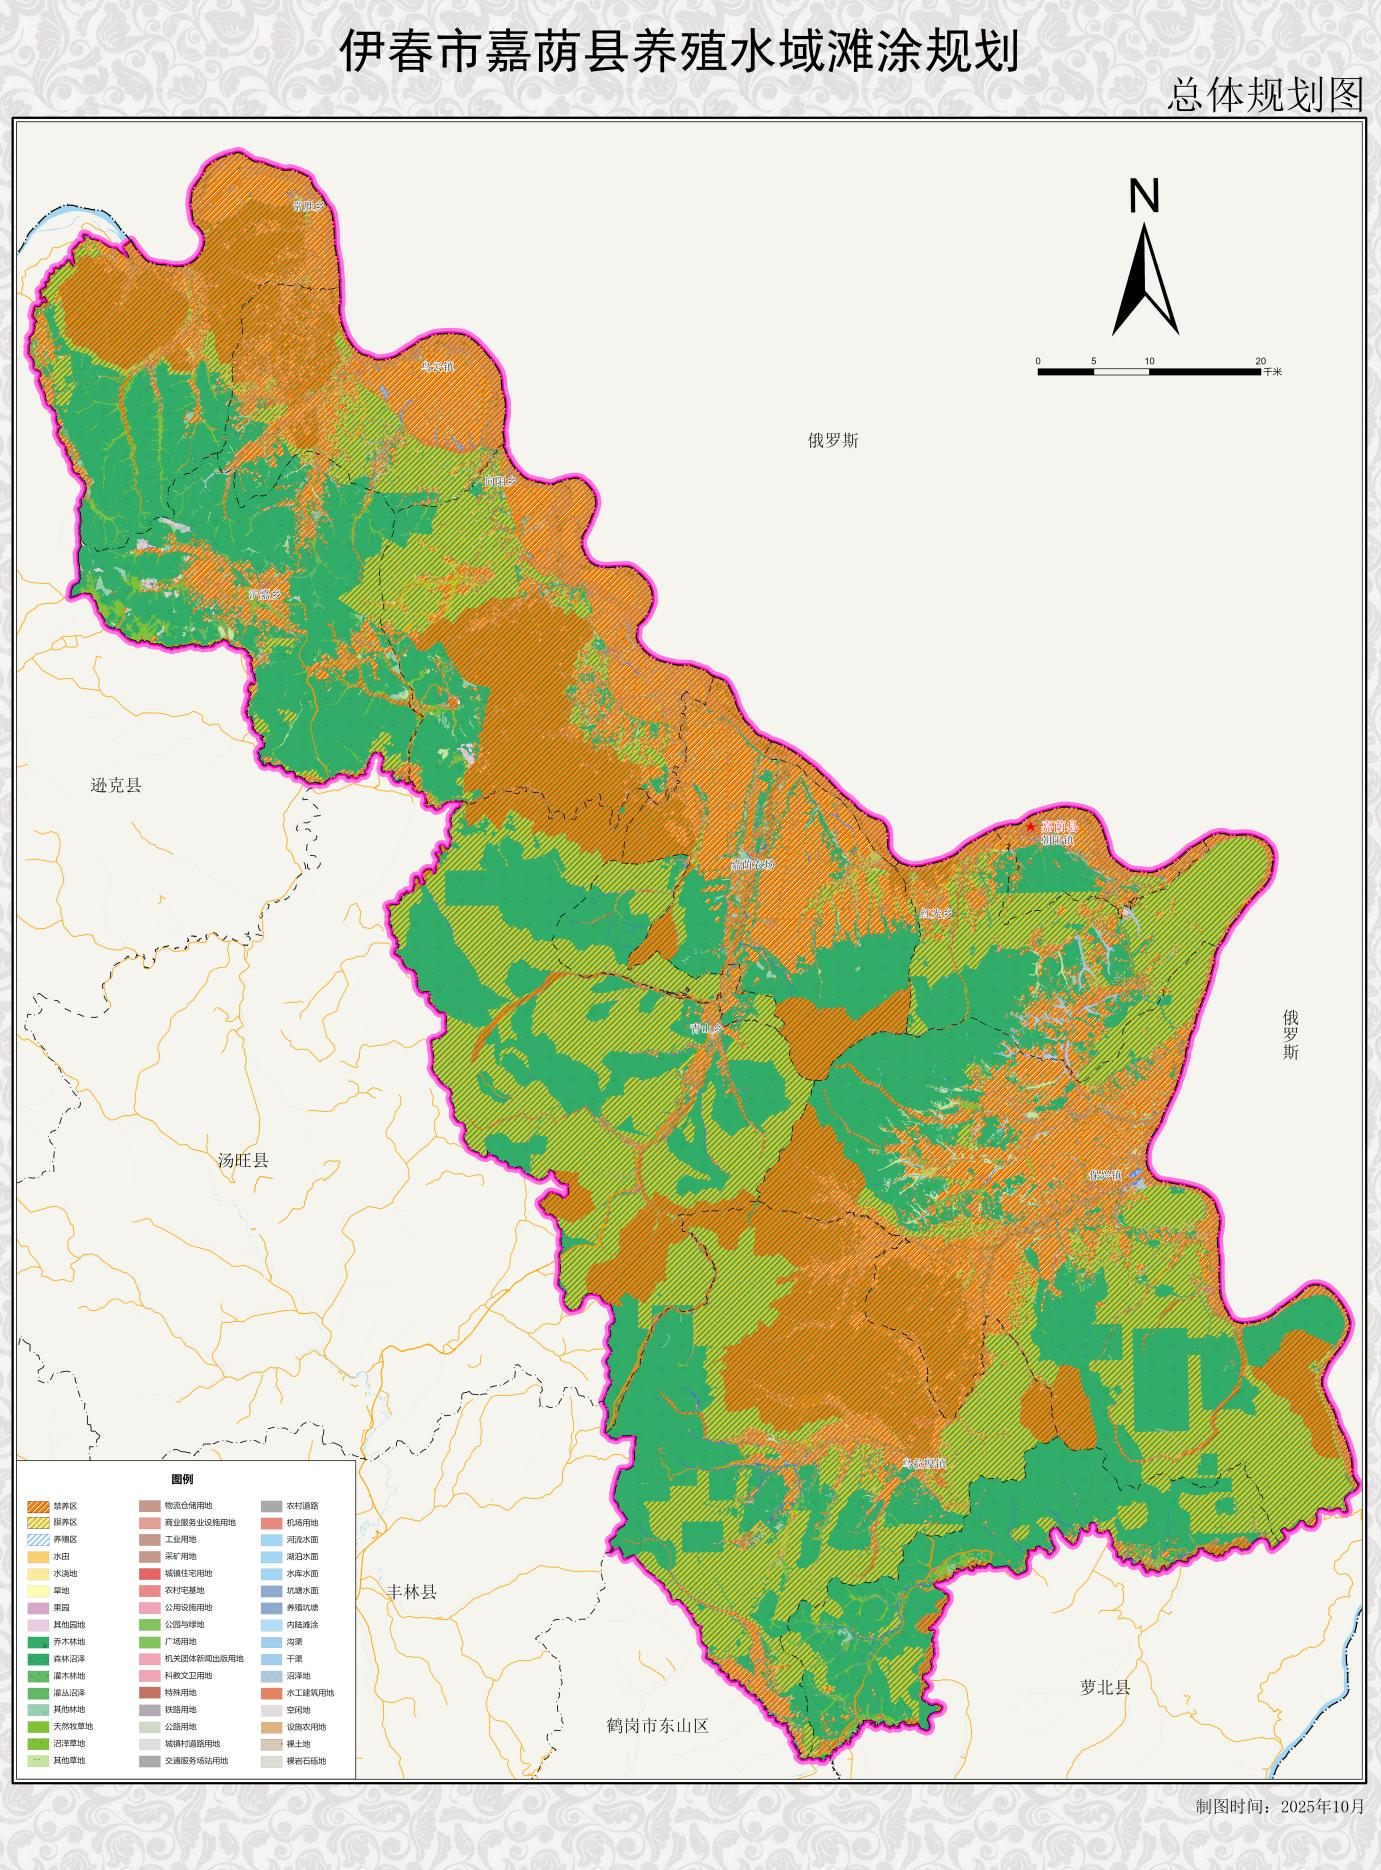 伊春市嘉荫县养殖水域滩涂规划
总体规划图
N
0 5 10 20
千米
常胜乡
乌云镇
俄罗斯
向阳乡
沪嘉乡
逊克县
嘉荫县
朝阳镇
嘉荫农场
红光乡
俄罗斯
青山乡
汤旺县
保兴镇
乌拉嘎镇
丰林县
萝北县
鹤岗市东山区
图例
禁养区
限养区
养殖区
水田
水浇地
旱地
果园
其他园地
乔木林地
森林沼泽
灌木林地
灌丛沼泽
其他林地
天然牧草地
沼泽草地
其他草地
物流仓储用地
商业服务业设施用地
工业用地
采矿用地
城镇住宅用地
农村宅基地
公用设施用地
公园与绿地
广场用地
机关团体新闻出版用地
科教文卫用地
特殊用地
铁路用地
公路用地
城镇村道路用地
交通服务场站用地
农村道路
机场用地
河流水面
湖泊水面
水库水面
坑塘水面
养殖坑塘
内陆滩涂
沟渠
干渠
沼泽地
水工建筑用地
空闲地
设施农用地
裸土地
裸岩石砾地
制图时间：2025年10月